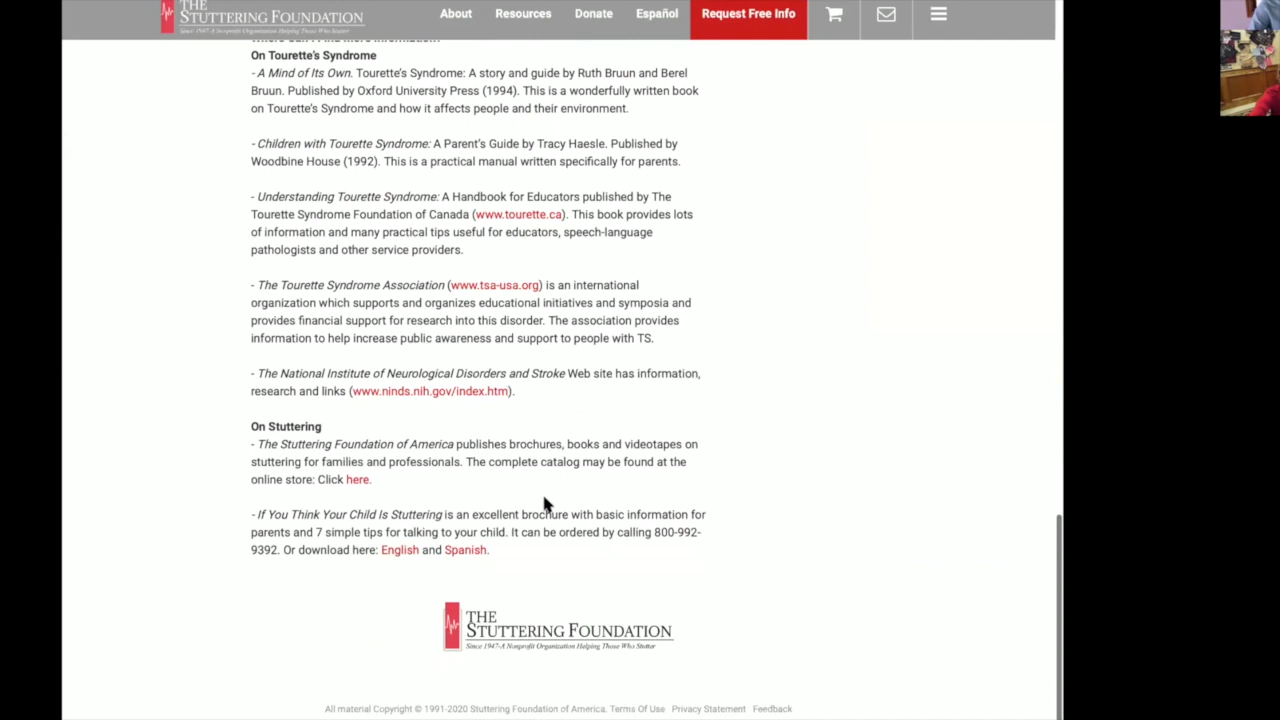 THE
STUTTERING FOUNDATION
Since 1947-A Nonprofit Organization Helping Those Who Stutter
About Resources Donate Español Request Free Info
On Tourette's Syndrome
- A Mind of Its Own. Tourette's Syndrome: A story and guide by Ruth Bruun and Berel
Bruun. Published by Oxford University Press (1994). This is a wonderfully written book
on Tourette's Syndrome and how it affects people and their environment.
- Children with Tourette Syndrome: A Parent's Guide by Tracy Haesle. Published by
Woodbine House (1992). This is a practical manual written specifically for parents.
- Understanding Tourette Syndrome: A Handbook for Educators published by The
Tourette Syndrome Foundation of Canada (www.tourette.ca). This book provides lots
of information and many practical tips useful for educators, speech-language
pathologists and other service providers.
- The Tourette Syndrome Association (www.tsa-usa.org) is an international
organization which supports and organizes educational initiatives and symposia and
provides financial support for research into this disorder. The association provides
information to help increase public awareness and support to people with TS.
- The National Institute of Neurological Disorders and Stroke Web site has information,
research and links (www.ninds.nih.gov/index.htm).
On Stuttering
- The Stuttering Foundation of America publishes brochures, books and videotapes on
stuttering for families and professionals. The complete catalog may be found at the
online store: Click here.
- If You Think Your Child Is Stuttering is an excellent brochure with basic information for
parents and 7 simple tips for talking to your child. It can be ordered by calling 800-992-
9392. Or download here: English and Spanish.
THE
STUTTERING FOUNDATION
Since 1947-A Nonprofit Organization Helping Those Who Stutter
All material Copyright © 1991-2020 Stuttering Foundation of America. Terms Of Use Privacy Statement Feedback